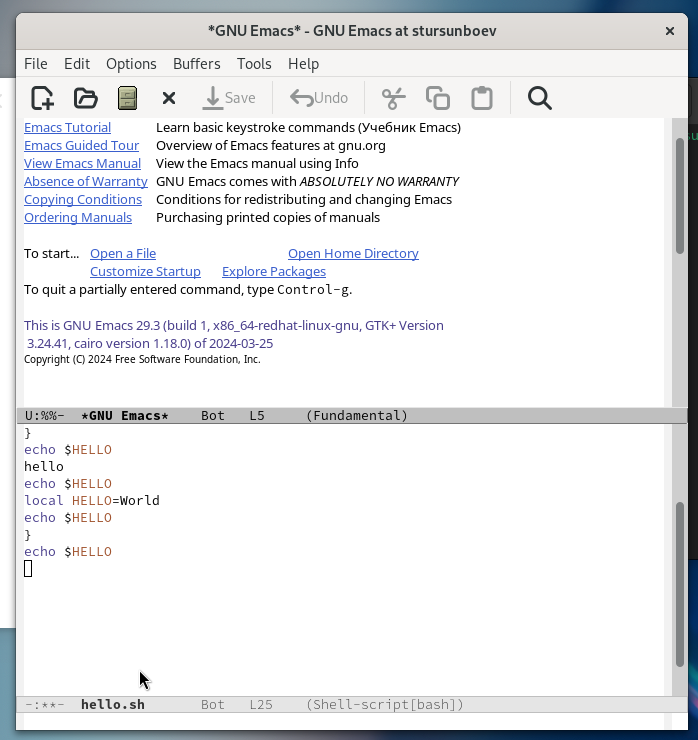 *GNU Emacs* - GNU Emacs at stursunboev
File Edit Options Buffers Tools Help
Save Undo
Emacs Tutorial Learn basic keystroke commands (Учебник Emacs)
Emacs Guided Tour Overview of Emacs features at gnu.org
View Emacs Manual View the Emacs manual using Info
Absence of Warranty GNU Emacs comes with ABSOLUTELY NO WARRANTY
Copying Conditions Conditions for redistributing and changing Emacs
Ordering Manuals Purchasing printed copies of manuals
To start... Open a File Open Home Directory
Customize Startup Explore Packages
To quit a partially entered command, type Control-g.
This is GNU Emacs 29.3 (build 1, x86_64-redhat-linux-gnu, GTK+ Version
3.24.41, cairo version 1.18.0) of 2024-03-25
Copyright (C) 2024 Free Software Foundation, Inc.
U:%%- *GNU Emacs* Bot L5 (Fundamental)
}
echo $HELLO
hello
echo $HELLO
local HELLO=World
echo $HELLO
}
echo $HELLO
-:**- hello.sh Bot L25 (Shell-script[bash])